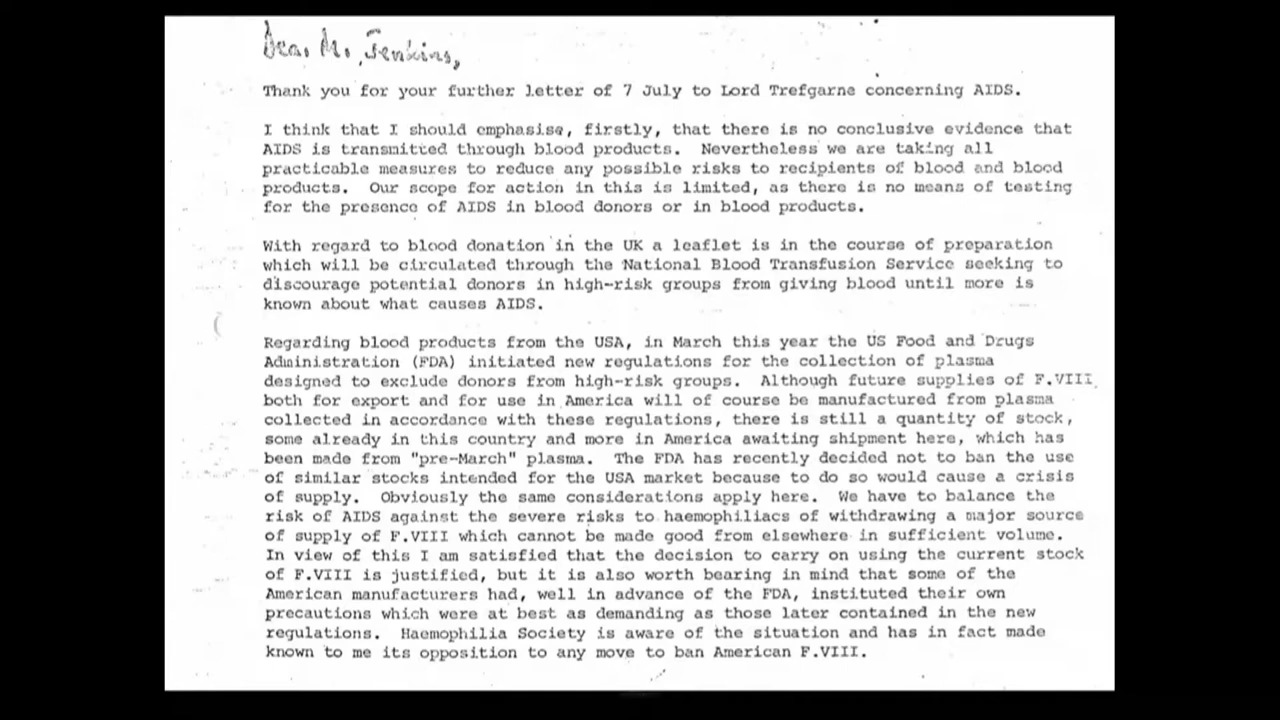 Dear Mr. Jenkins,
Thank you for your further letter of 7 July to Lord Trefgarne concerning AIDS.
I think that I should emphasise, firstly, that there is no conclusive evidence that
AIDS is transmitted through blood products. Nevertheless we are taking all
practicable measures to reduce any possible risks to recipients of blood and blood
products. Our scope for action in this is limited, as there is no means of testing
for the presence of AIDS in blood donors or in blood products.
With regard to blood donation in the UK a leaflet is in the course of preparation
which will be circulated through the National Blood Transfusion Service seeking to
discourage potential donors in high-risk groups from giving blood until more is
known about what causes AIDS.
Regarding blood products from the USA, in March this year the US Food and Drugs
Administration (FDA) initiated new regulations for the collection of plasma
designed to exclude donors from high-risk groups. Although future supplies of F.VIII
both for export and for use in America will of course be manufactured from plasma
collected in accordance with these regulations, there is still a quantity of stock,
some already in this country and more in America awaiting shipment here, which has
been made from "pre-March" plasma. The FDA has recently decided not to ban the use
of similar stocks intended for the USA market because to do so would cause a crisis
of supply. Obviously the same considerations apply here. We have to balance the
risk of AIDS against the severe risks to haemophiliacs of withdrawing a major source
of supply of F.VIII which cannot be made good from elsewhere in sufficient volume.
In view of this I am satisfied that the decision to carry on using the current stock
of F.VIII is justified, but it is also worth bearing in mind that some of the
American manufacturers had, well in advance of the FDA, instituted their own
precautions which were at best as demanding as those later contained in the new
regulations. Haemophilia Society is aware of the situation and has in fact made
known to me its opposition to any move to ban American F.VIII.